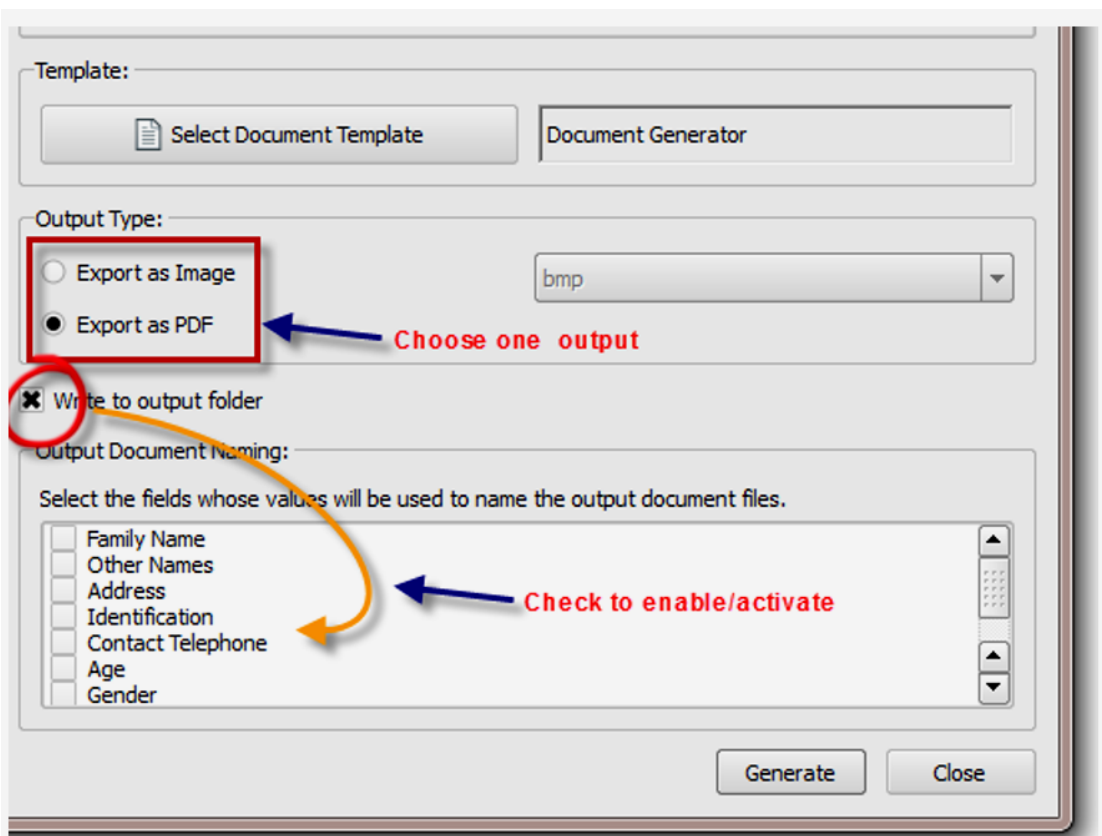 Template:
Select Document Template
Document Generator
Output Type:
Export as Image
bmp
Export as PDF
Choose one output
Write to output folder
Output Document Naming:
Select the fields whose values will be used to name the output document files.
Family Name
Other Names
Address
Identification
Check to enable/activate
Contact Telephone
Age
Gender
Generate
Close